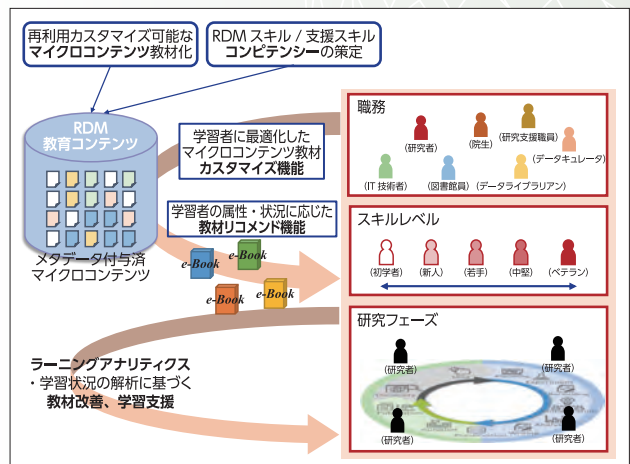 再利用カスタマイズ可能な
マイクロコンテンツ教材化
RDM スキル / 支援スキル
コンピテンシーの策定
RDM
教育コンテンツ
メタデータ付与済
マイクロコンテンツ
学習者に最適化した
マイクロコンテンツ教材
カスタマイズ機能
学習者の属性・状況に応じた
教材リコメンド機能
e-Book
e-Book
e-Book
e-Book
ラーニングアナリティクス
・学習状況の解析に基づく
教材改善、学習支援
職務
(研究者)
(院生)
(研究支援職員)
(データキュレータ)
(IT 技術者)
(図書館員)
(データライブラリアン)
スキルレベル
(初学者)
(新人)
(若手)
(中堅)
(ベテラン)
研究フェーズ
(研究者)
(研究者)
(研究者)
(研究者)